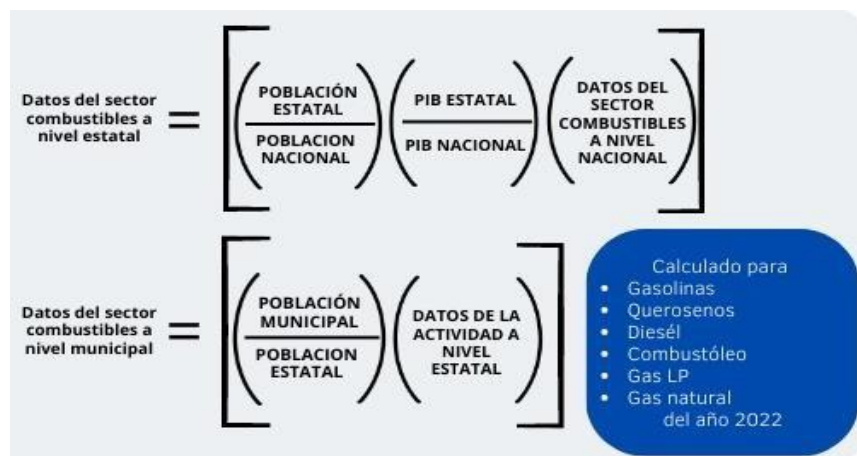 Datos del sector
combustibles a
nivel estatal
=
POBLACIÓN
ESTATAL
POBLACION
NACIONAL
PIB ESTATAL
PIB NACIONAL
DATOS DEL
SECTOR
COMBUSTIBLES
A NIVEL
NACIONAL
Datos del sector
combustibles a
nivel municipal
=
POBLACIÓN
MUNICIPAL
POBLACION
ESTATAL
DATOS DE LA
ACTIVIDAD A
NIVEL
ESTATAL
Calculado para
• Gasolinas
• Querosenos
• Diesél
• Combustóleo
• Gas LP
• Gas natural
del año 2022